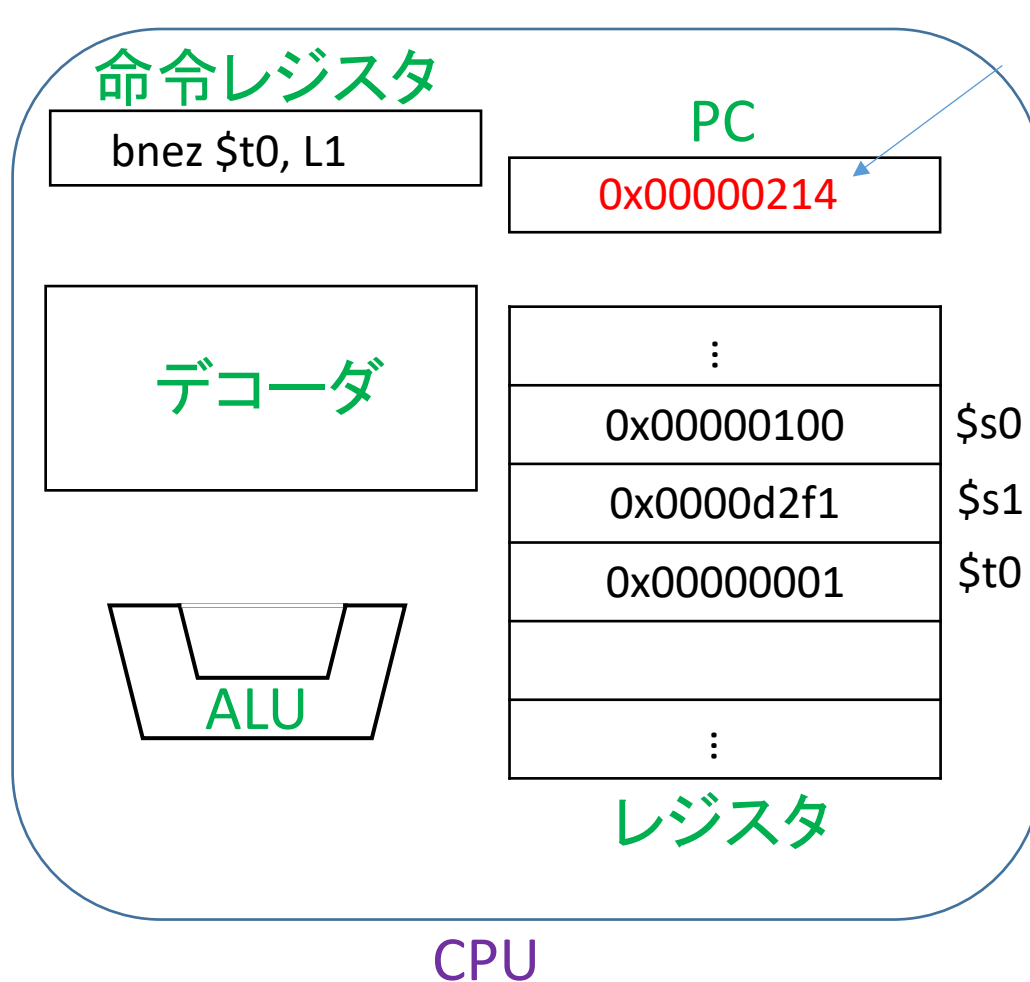 命令レジスタ
bnez $t0, L1
PC
0x00000214
デコーダ
⋮
0x00000100 $s0
0x0000d2f1 $s1
0x00000001 $t0
⋮
ALU
レジスタ
CPU